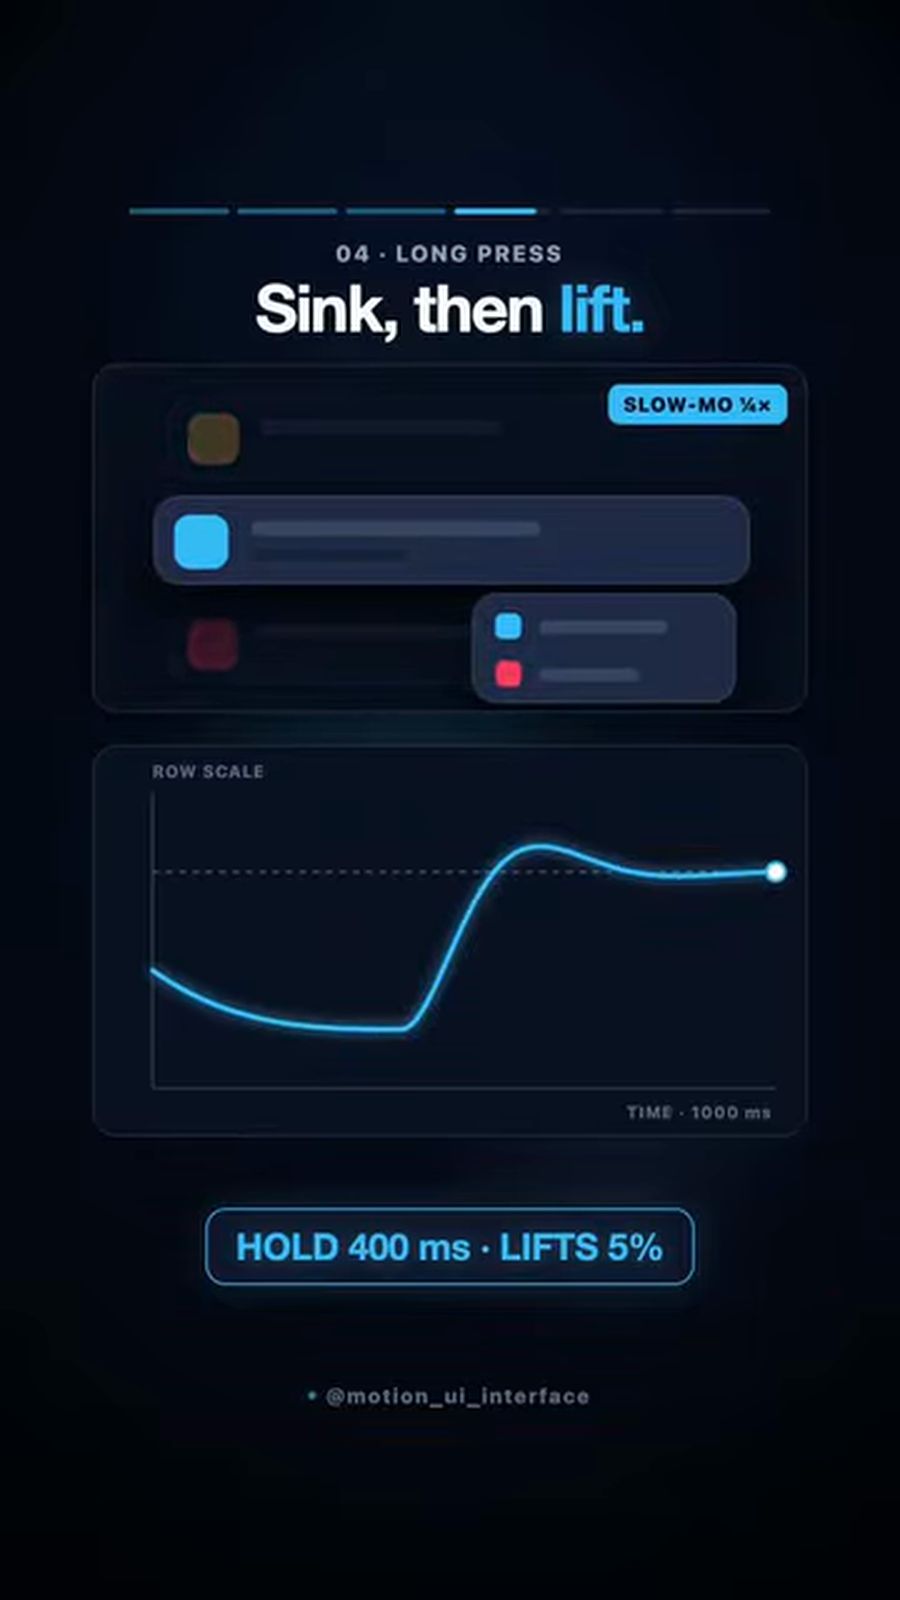 04 · LONG PRESS
Sink, then lift.
SLOW-MO ¼×
ROW SCALE
TIME · 1000 ms
HOLD 400 ms · LIFTS 5%
@motion_ui_interface